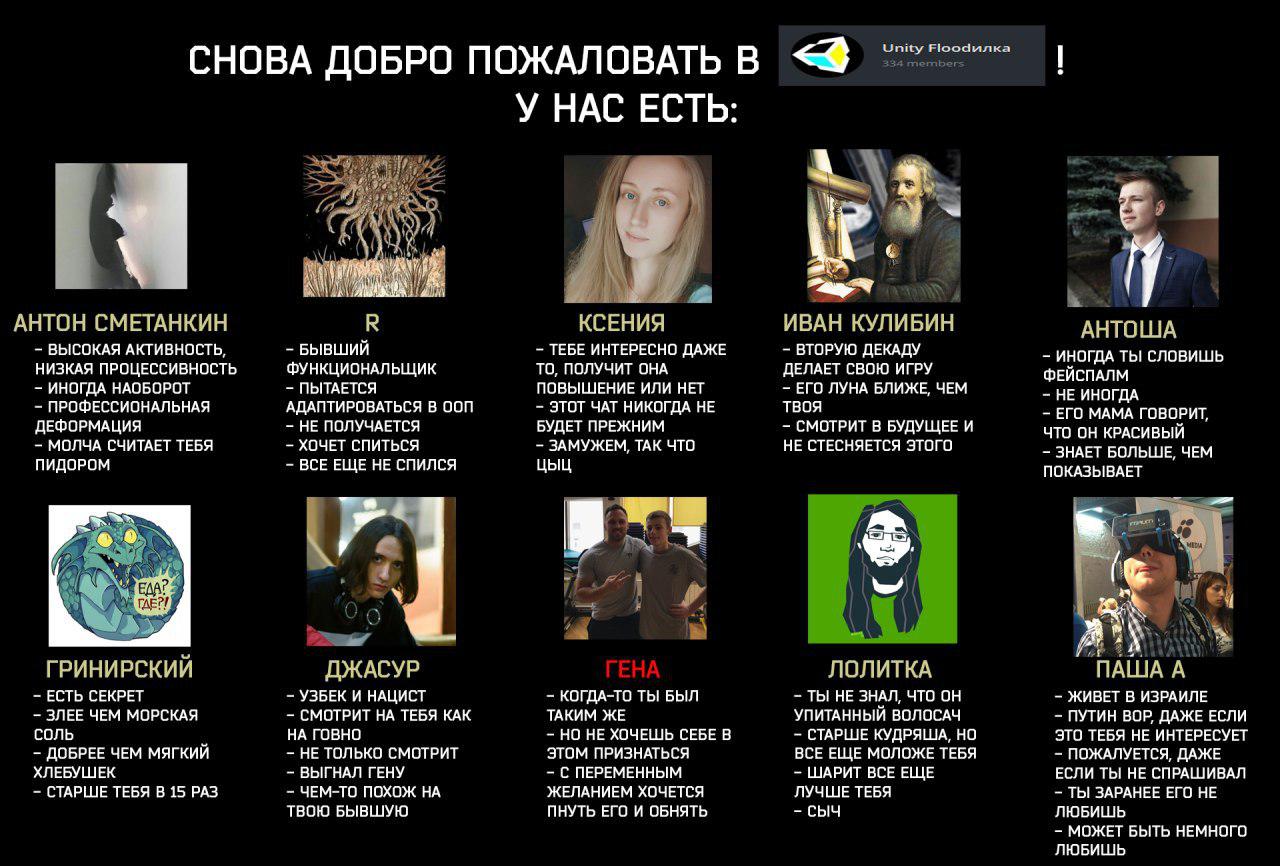 СНОВА ДОБРО ПОЖАЛОВАТЬ В Unity Floodилка !
334 members
У НАС ЕСТЬ:
АНТОН СМЕТАНКИН
– ВЫСОКАЯ АКТИВНОСТЬ,
НИЗКАЯ ПРОЦЕССИВНОСТЬ
– ИНОГДА НАОБОРОТ
– ПРОФЕССИОНАЛЬНАЯ
ДЕФОРМАЦИЯ
– МОЛЧА СЧИТАЕТ ТЕБЯ
ПИДОРОМ
R
– БЫВШИЙ
ФУНКЦИОНАЛЬЩИК
– ПЫТАЕТСЯ
АДАПТИРОВАТЬСЯ В ООП
– НЕ ПОЛУЧАЕТСЯ
– ХОЧЕТ СПИТЬСЯ
– ВСЕ ЕЩЕ НЕ СПИЛСЯ
КСЕНИЯ
– ТЕБЕ ИНТЕРЕСНО ДАЖЕ
ТО, ПОЛУЧИТ ОНА
ПОВЫШЕНИЕ ИЛИ НЕТ
– ЭТОТ ЧАТ НИКОГДА НЕ
БУДЕТ ПРЕЖНИМ
– ЗАМУЖЕМ, ТАК ЧТО
ЦЫЦ
ИВАН КУЛИБИН
– ВТОРУЮ ДЕКАДУ
ДЕЛАЕТ СВОЮ ИГРУ
– ЕГО ЛУНА БЛИЖЕ, ЧЕМ
ТВОЯ
– СМОТРИТ В БУДУЩЕЕ И
НЕ СТЕСНЯЕТСЯ ЭТОГО
АНТОША
– ИНОГДА ТЫ СЛОВИШЬ
ФЕЙСПАЛМ
– НЕ ИНОГДА
– ЕГО МАМА ГОВОРИТ,
ЧТО ОН КРАСИВЫЙ
– ЗНАЕТ БОЛЬШЕ, ЧЕМ
ПОКАЗЫВАЕТ
ЕДА?
ГДЕ?!
ГРИНИРСКИЙ
– ЕСТЬ СЕКРЕТ
– ЗЛЕЕ ЧЕМ МОРСКАЯ
СОЛЬ
– ДОБРЕЕ ЧЕМ МЯГКИЙ
ХЛЕБУШЕК
– СТАРШЕ ТЕБЯ В 15 РАЗ
ДЖАСУР
– УЗБЕК И НАЦИСТ
– СМОТРИТ НА ТЕБЯ КАК
НА ГОВНО
– НЕ ТОЛЬКО СМОТРИТ
– ВЫГНАЛ ГЕНУ
– ЧЕМ-ТО ПОХОЖ НА
ТВОЮ БЫВШУЮ
ГЕНА
– КОГДА-ТО ТЫ БЫЛ
ТАКИМ ЖЕ
– НО НЕ ХОЧЕШЬ СЕБЕ В
ЭТОМ ПРИЗНАТЬСЯ
– С ПЕРЕМЕННЫМ
ЖЕЛАНИЕМ ХОЧЕТСЯ
ПНУТЬ ЕГО И ОБНЯТЬ
ЛОЛИТКА
– ТЫ НЕ ЗНАЛ, ЧТО ОН
УПИТАННЫЙ ВОЛОСАЧ
– СТАРШЕ КУДРЯША, НО
ВСЕ ЕЩЕ МОЛОЖЕ ТЕБЯ
– ШАРИТ ВСЕ ЕЩЕ
ЛУЧШЕ ТЕБЯ
– СЫЧ
MEDIA
ПАША А
– ЖИВЕТ В ИЗРАИЛЕ
– ПУТИН ВОР, ДАЖЕ ЕСЛИ
ЭТО ТЕБЯ НЕ ИНТЕРЕСУЕТ
– ПОЖАЛУЕТСЯ, ДАЖЕ
ЕСЛИ ТЫ НЕ СПРАШИВАЛ
– ТЫ ЗАРАНЕЕ ЕГО НЕ
ЛЮБИШЬ
– МОЖЕТ БЫТЬ НЕМНОГО
ЛЮБИШЬ